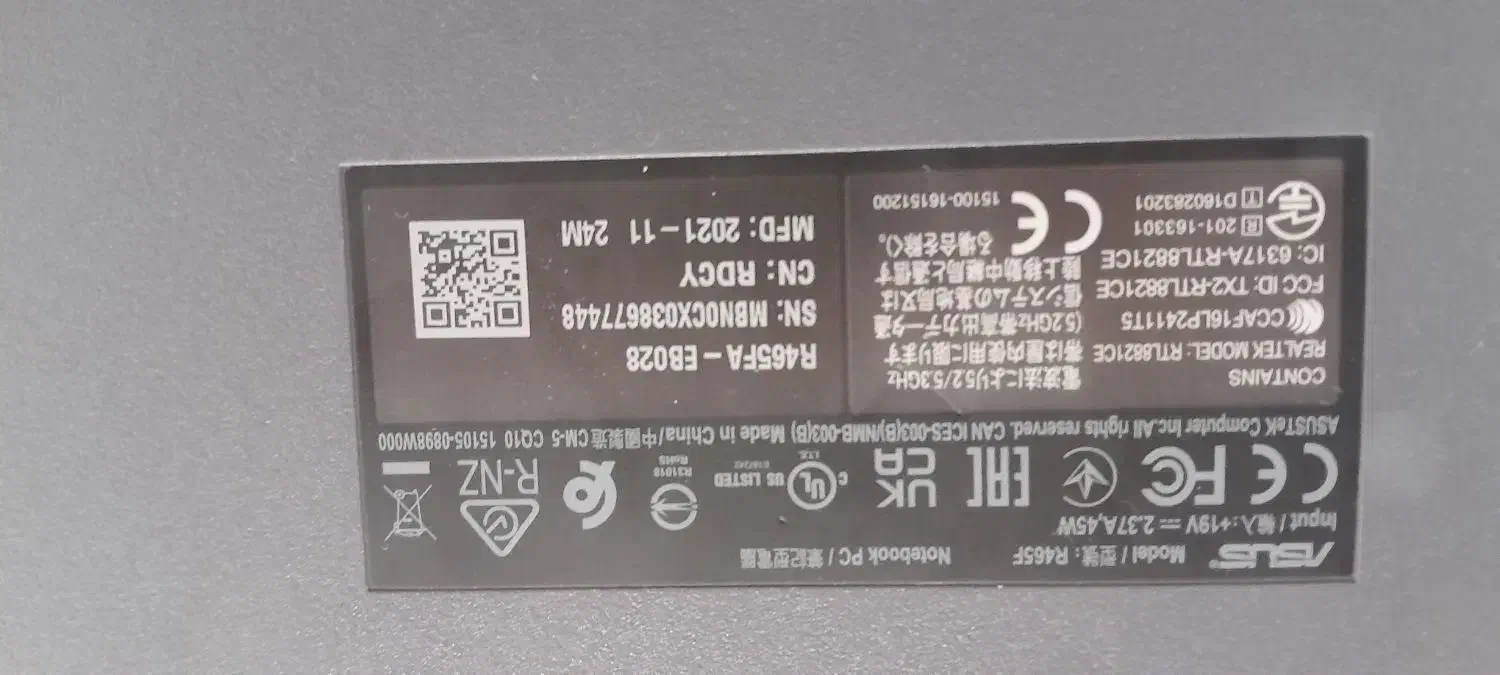 ASUS Model / 型號 : R465F Notebook PC / 筆記型電腦
Input / 輸入: +19V ⎓ 2.37A,45W
CE FC EAC UK CA C UL US LISTED E187242 I.T.E. R31018 RoHS R-NZ
ASUSTeK Computer Inc.All rights reserved. CAN ICES-003(B)/NMB-003(B) Made in China/中國製造 CM-5 CQ10 15105-0898W000
CONTAINS
REALTEK MODEL: RTL8821CE
CCAF16LP2411T5
FCC ID: TX2-RTL8821CE
IC: 6317A-RTL8821CE
R 201-163301
T D160283201
電波法により5.2/5.3GHz
帯は屋内使用に限ります
(5.2GHz帯高出力データ通
信システムの基地局又は
陸上移動中継局と通信す
る場合を除く)。
CE
15100-16151200
R465FA-EB028
SN: MBN0CX038677448
CN: RDCY
MFD: 2021-11 24M